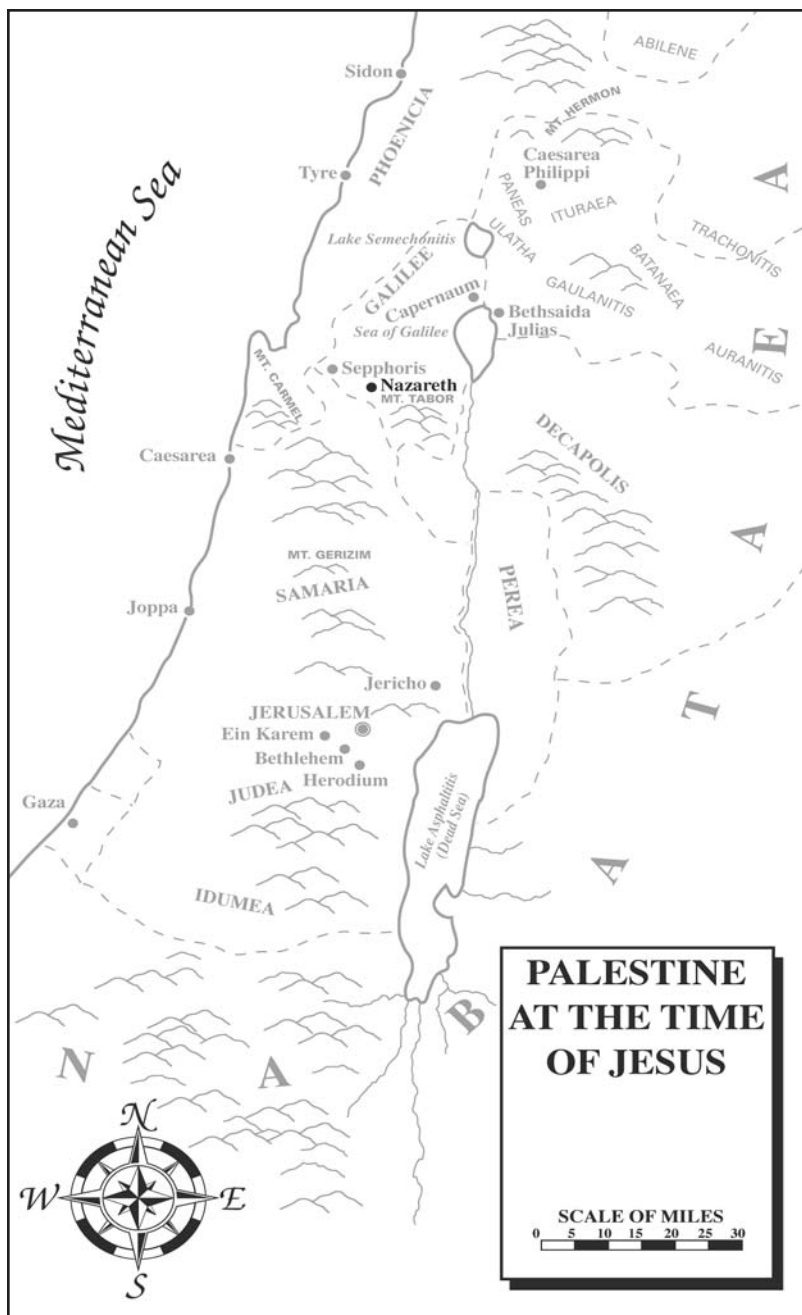 ABILENE
Sidon
PHOENICIA
MT. HERMON
Caesarea
Philippi
Tyre
PANEAS
ITURAEA
Mediterranean Sea
Lake Semechonitis
ULATHA
TRACHONITIS
BATANAEA
GALILEE
GAULANITIS
Capernaum
Bethsaida
Julias
Sea of Galilee
AURANITIS
Sepphoris
Nazareth
MT. TABOR
MT. CARMEL
DECAPOLIS
Caesarea
MT. GERIZIM
SAMARIA
PEREA
Joppa
Jericho
JERUSALEM
Ein Karem
Bethlehem
Herodium
JUDEA
Gaza
Lake Asphaltitis
(Dead Sea)
IDUMEA
N A B A T A A E A
PALESTINE
AT THE TIME
OF JESUS
N
W E
S
SCALE OF MILES
0 5 10 15 20 25 30